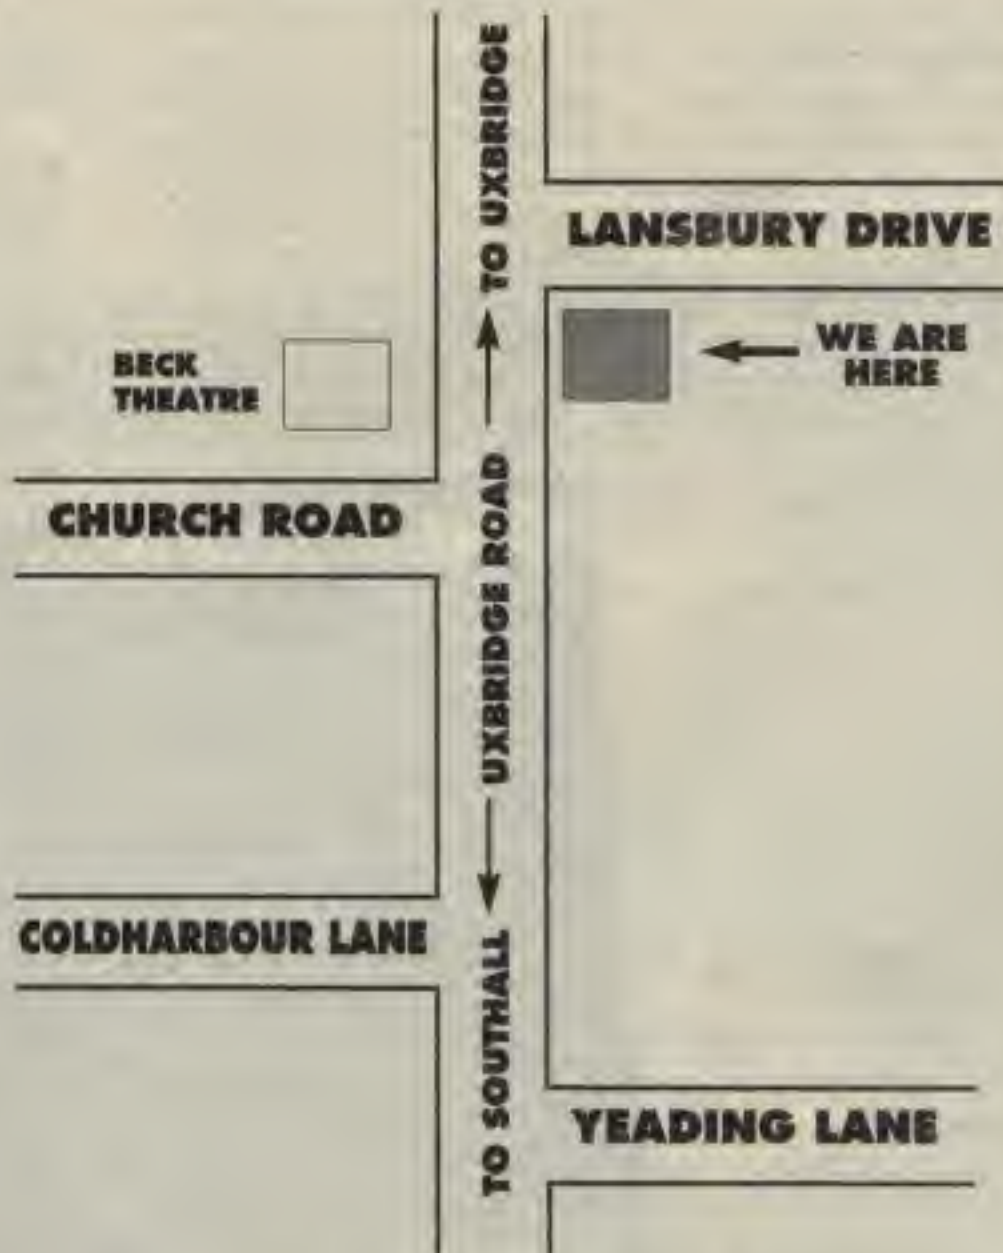 TO UXBRIDGE
LANSBURY DRIVE
WE ARE
HERE
BECK
THEATRE
CHURCH ROAD
UXBRIDGE ROAD
COLDHARBOUR LANE
TO SOUTHALL
YEADING LANE